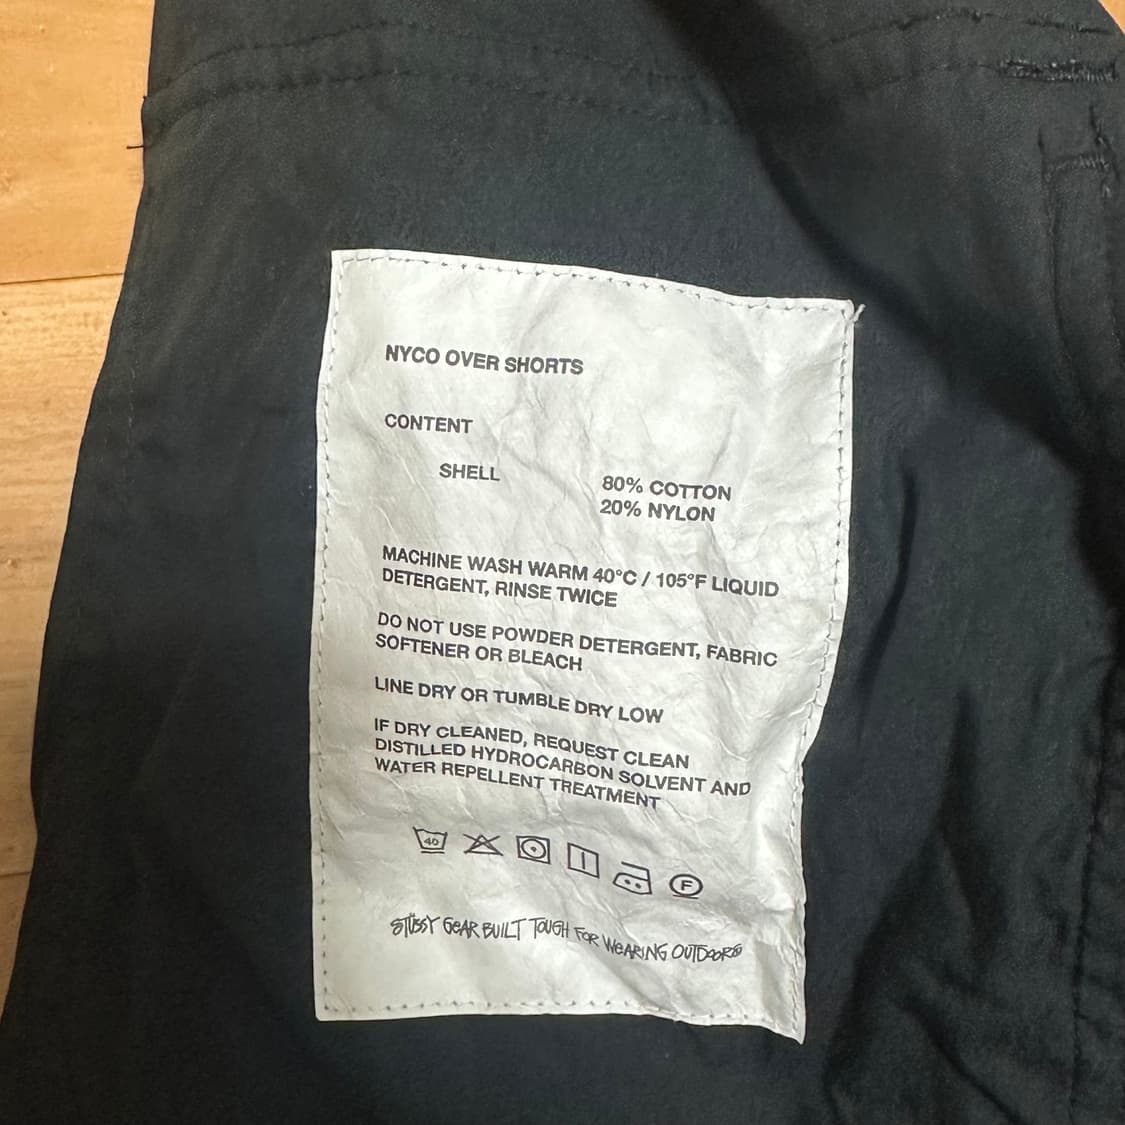 NYCO OVER SHORTS
CONTENT
SHELL
80% COTTON
20% NYLON
MACHINE WASH WARM 40°C / 105°F LIQUID
DETERGENT, RINSE TWICE
DO NOT USE POWDER DETERGENT, FABRIC
SOFTENER OR BLEACH
LINE DRY OR TUMBLE DRY LOW
IF DRY CLEANED, REQUEST CLEAN
DISTILLED HYDROCARBON SOLVENT AND
WATER REPELLENT TREATMENT
40
F
STÜSSY GEAR BUILT TOUGH FOR WEARING OUTDOORS